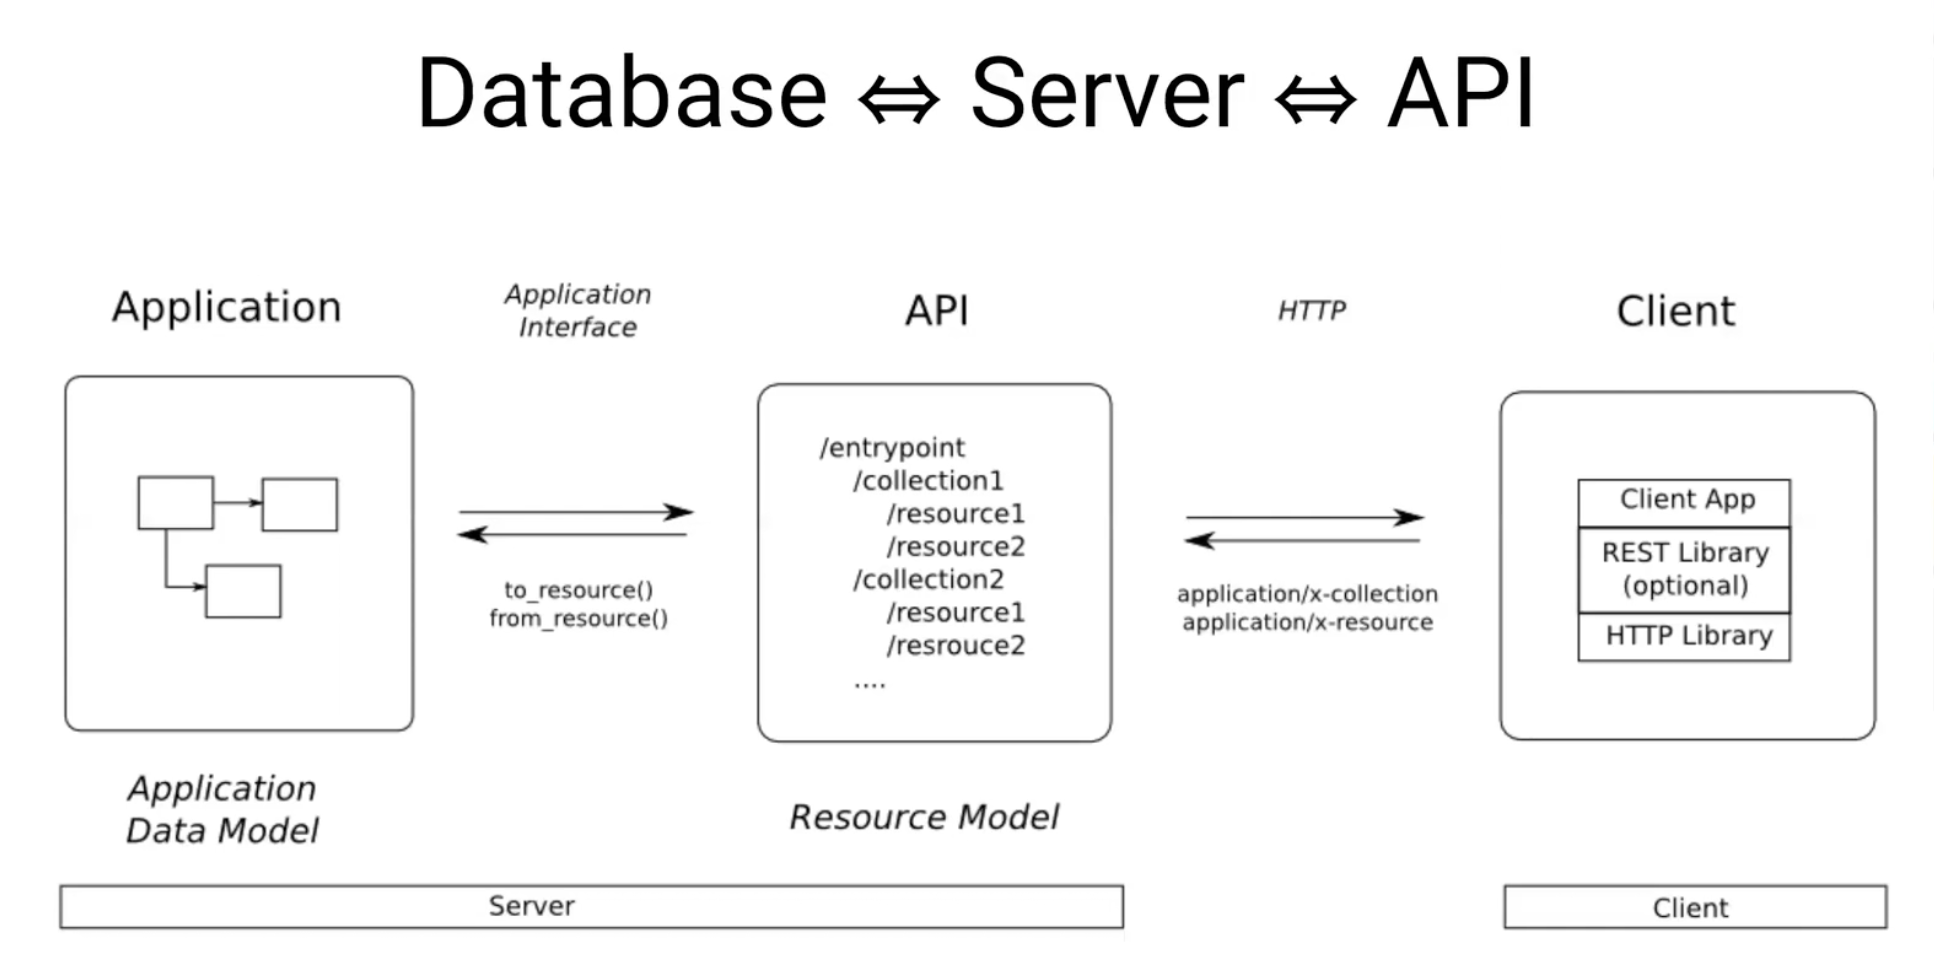 Database ⇔ Server ⇔ API
Application
Application
Interface
API
HTTP
Client
/entrypoint
/collection1
/resource1
/resource2
/collection2
/resource1
/resrouce2
....
to_resource()
from_resource()
application/x-collection
application/x-resource
Client App
REST Library
(optional)
HTTP Library
Application
Data Model
Resource Model
Server
Client